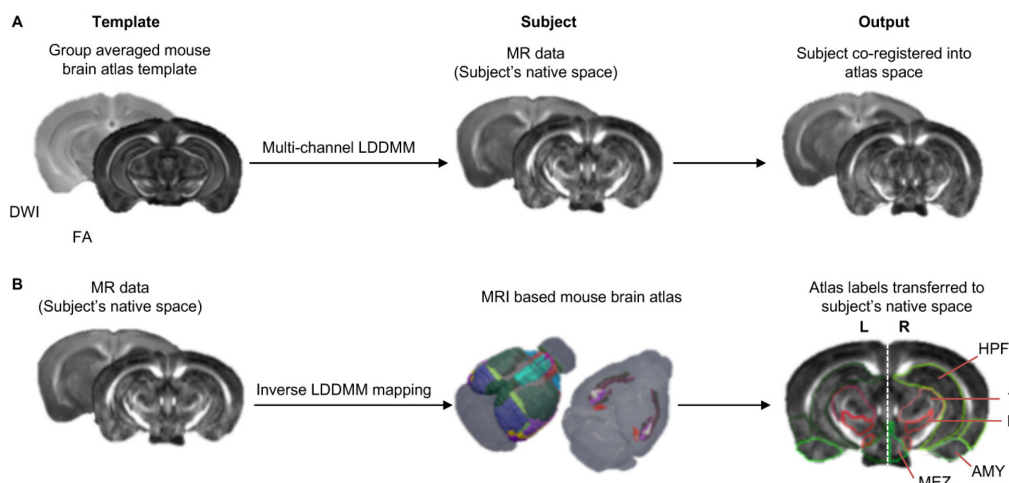 A
Template
Subject
Output
Group averaged mouse
brain atlas template
MR data
(Subject's native space)
Subject co-registered into
atlas space
Multi-channel LDDMM
DWI
FA
B
MR data
(Subject's native space)
MRI based mouse brain atlas
Atlas labels transferred to
subject's native space
L R
HPF
Inverse LDDMM mapping
AMY
MEZ